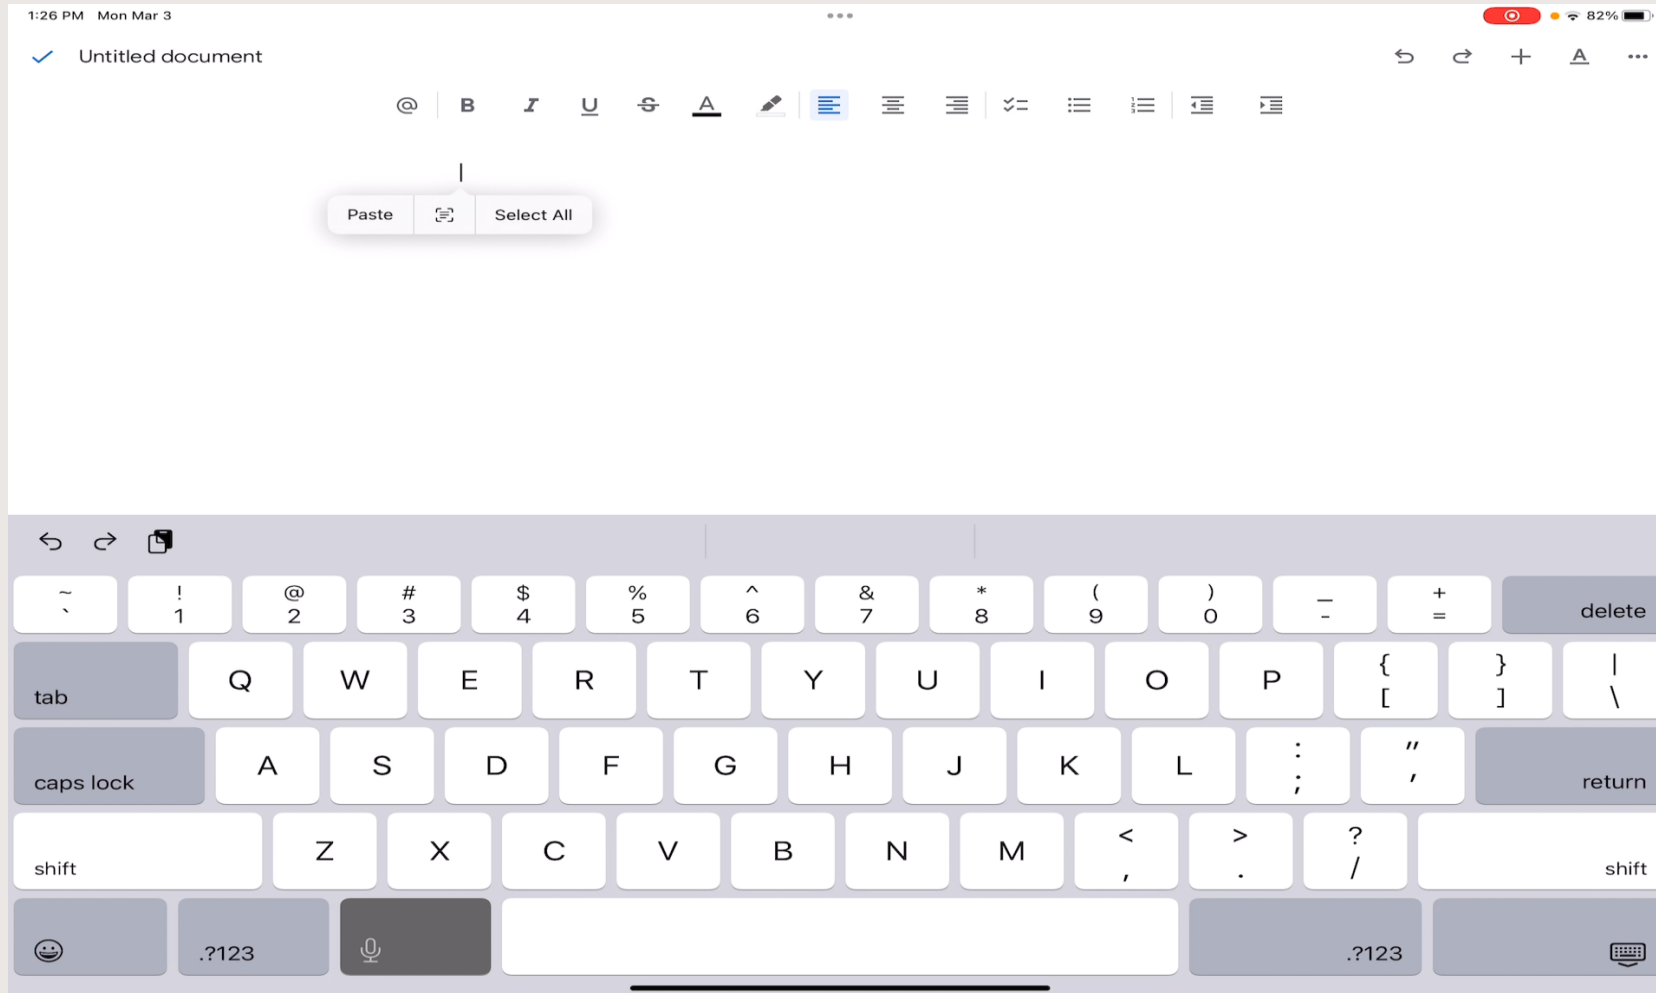 1:26 PM Mon Mar 3
82%
Untitled document
@ B I U S A
Paste
Select All
~ ! @ # $ % ^ & * ( ) _ +
` 1 2 3 4 5 6 7 8 9 0 - = delete
tab Q W E R T Y U I O P { [ } ] | \
caps lock A S D F G H J K L : ; " ' return
shift Z X C V B N M < , > . ? / shift
.?123 .?123